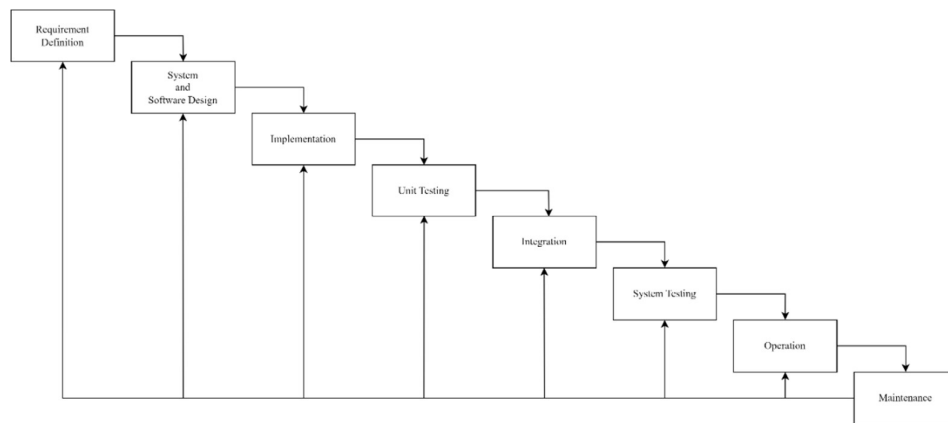 Requirement
Definition
System
and
Software Design
Implementation
Unit Testing
Integration
System Testing
Operation
Maintenance